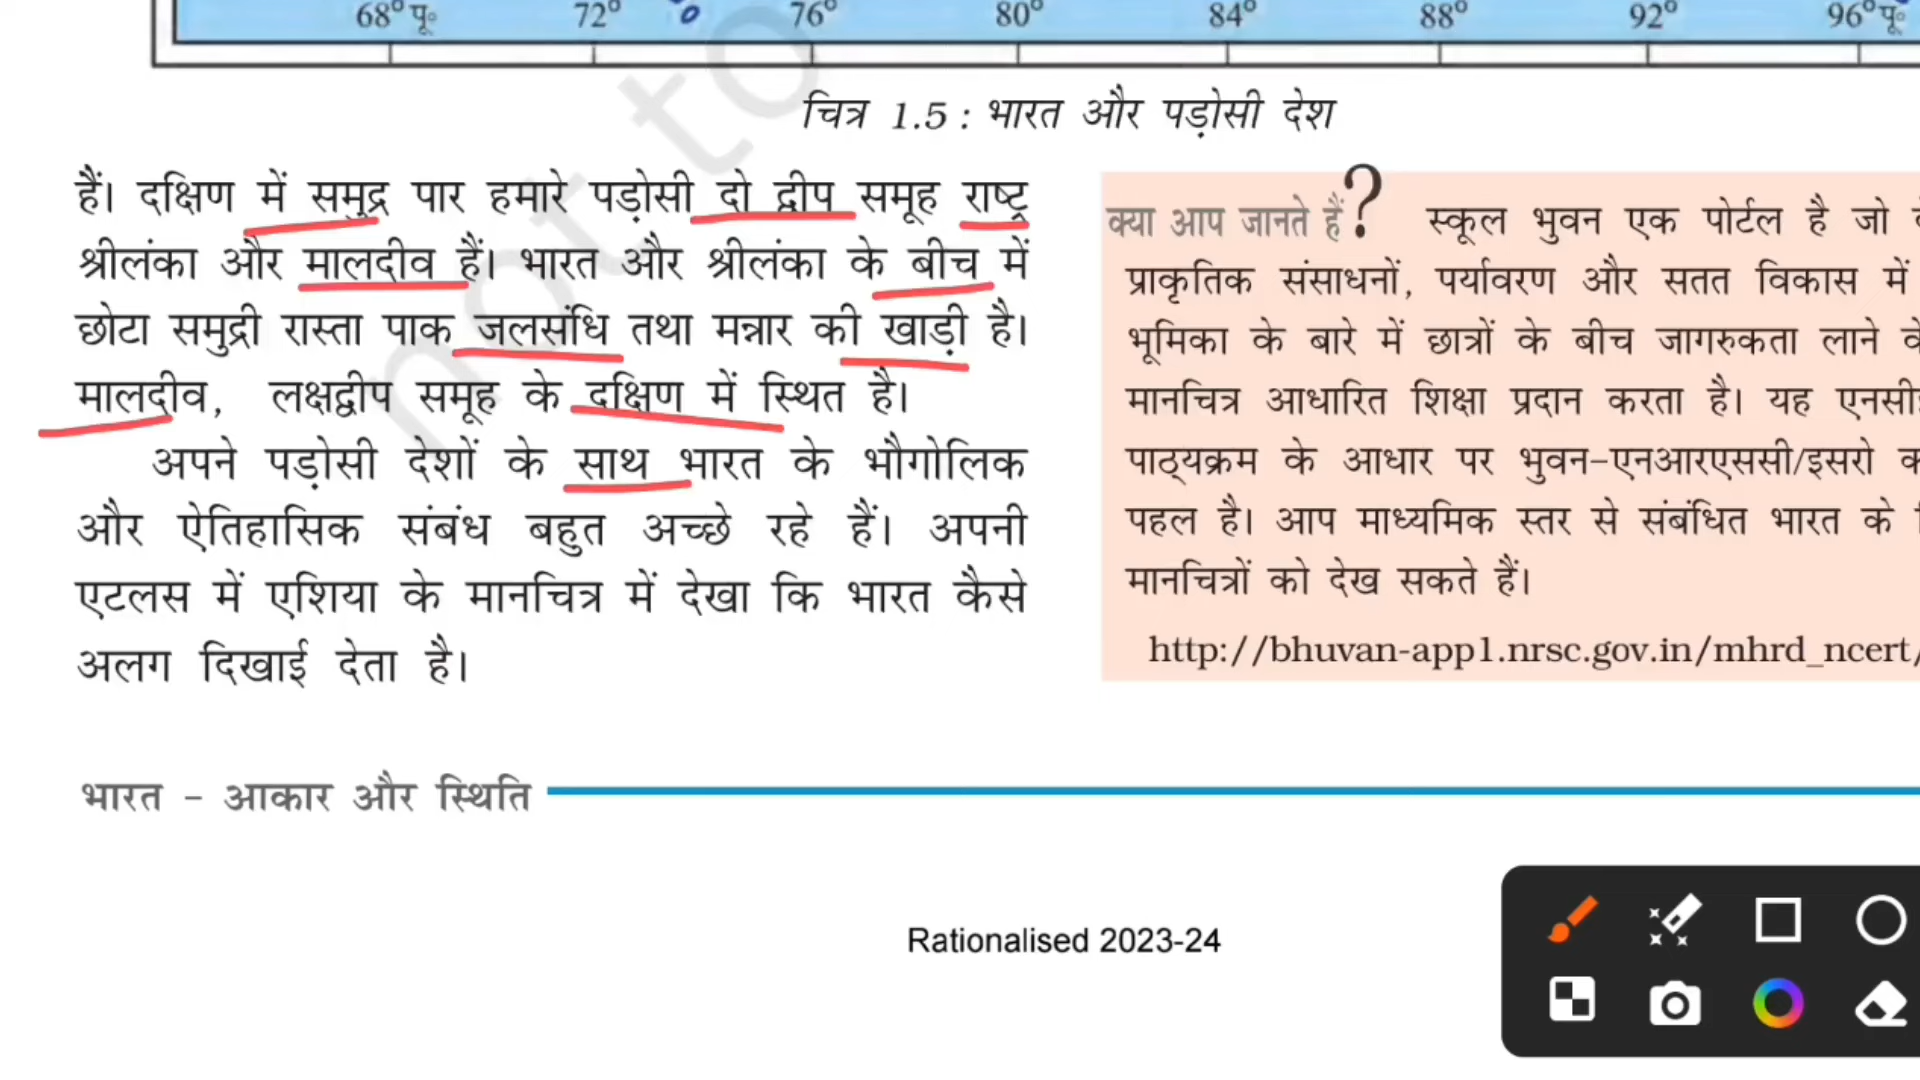 68° पू॰ 72° 76° 80° 84° 88° 92° 96° पू॰
चित्र 1.5 : भारत और पड़ोसी देश
हैं। दक्षिण में समुद्र पार हमारे पड़ोसी दो द्वीप समूह राष्ट्र
श्रीलंका और मालदीव हैं। भारत और श्रीलंका के बीच में
छोटा समुद्री रास्ता पाक जलसंधि तथा मन्नार की खाड़ी है।
मालदीव, लक्षद्वीप समूह के दक्षिण में स्थित है।
अपने पड़ोसी देशों के साथ भारत के भौगोलिक
और ऐतिहासिक संबंध बहुत अच्छे रहे हैं। अपनी
एटलस में एशिया के मानचित्र में देखा कि भारत कैसे
अलग दिखाई देता है।
क्या आप जानते हैं? स्कूल भुवन एक पोर्टल है जो
प्राकृतिक संसाधनों, पर्यावरण और सतत विकास में
भूमिका के बारे में छात्रों के बीच जागरुकता लाने
मानचित्र आधारित शिक्षा प्रदान करता है। यह
पाठ्यक्रम के आधार पर भुवन-एनआरएससी/इसरो
पहल है। आप माध्यमिक स्तर से संबंधित भारत के
मानचित्रों को देख सकते हैं।
http://bhuvan-app1.nrsc.gov.in/mhrd_ncert/
भारत - आकार और स्थिति
Rationalised 2023-24
not to